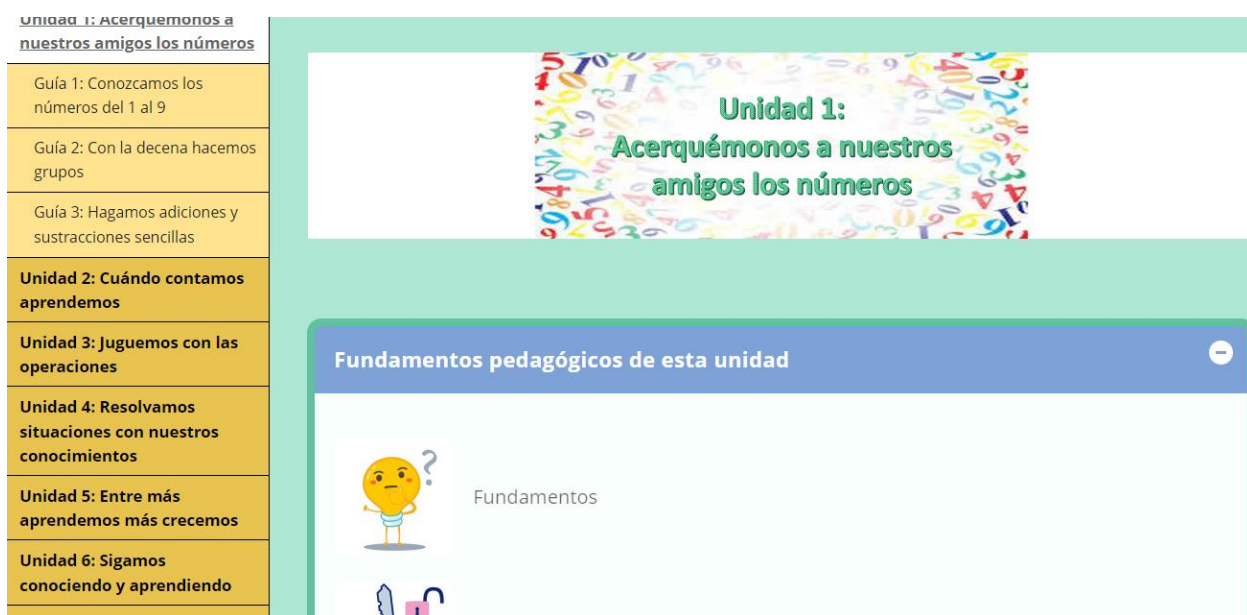 Unidad 1: Acerquémonos a
nuestros amigos los números
Guía 1: Conozcamos los
números del 1 al 9
Guía 2: Con la decena hacemos
grupos
Guía 3: Hagamos adiciones y
sustracciones sencillas
Unidad 2: Cuándo contamos
aprendemos
Unidad 3: Juguemos con las
operaciones
Unidad 4: Resolvamos
situaciones con nuestros
conocimientos
Unidad 5: Entre más
aprendemos más crecemos
Unidad 6: Sigamos
conociendo y aprendiendo
Unidad 1:
Acerquémonos a nuestros
amigos los números
Fundamentos pedagógicos de esta unidad
Fundamentos